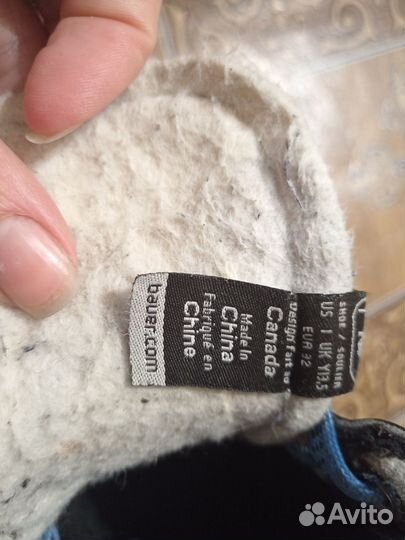 SHOE / SOULIER
US 1 UK Y13.5
EUR 32
Design fait au
Canada
Made In
China
Fabriqué en
Chine
bauer.com
Avito